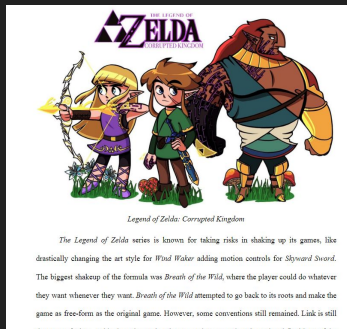 THE LEGEND OF
ZELDA
CORRUPTED KINGDOM
Legend of Zelda: Corrupted Kingdom
The Legend of Zelda series is known for taking risks in shaking up its games, like
drastically changing the art style for Wind Waker adding motion controls for Skyward Sword.
The biggest shakeup of the formula was Breath of the Wild, where the player could do whatever
they want whenever they want. Breath of the Wild attempted to go back to its roots and make the
game as free-form as the original game. However, some conventions still remained. Link is still